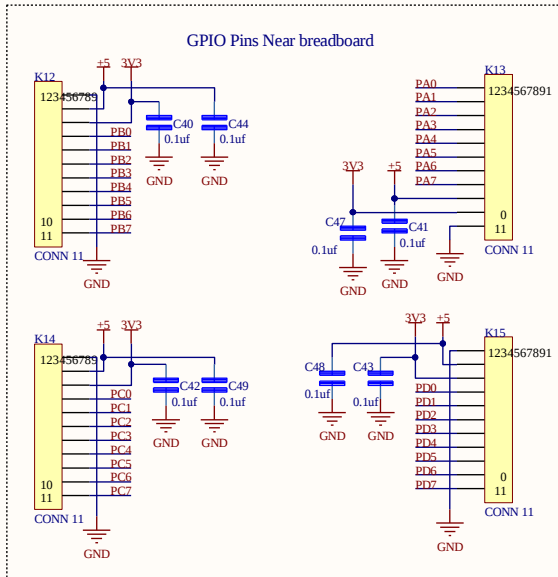 GPIO Pins Near breadboard
K12
+5
3V3
123456789
C40
0.1uf
C44
0.1uf
GND
GND
PB0
PB1
PB2
PB3
PB4
PB5
PB6
PB7
10
11
CONN 11
GND
K13
1234567891
PA0
PA1
PA2
PA3
PA4
PA5
PA6
PA7
3V3
+5
C47
0.1uf
C41
0.1uf
0
11
CONN 11
GND
GND
GND
K14
+5
3V3
123456789
C42
0.1uf
C49
0.1uf
GND
GND
PC0
PC1
PC2
PC3
PC4
PC5
PC6
PC7
10
11
CONN 11
GND
3V3
+5
K15
1234567891
C48
0.1uf
C43
0.1uf
GND
GND
PD0
PD1
PD2
PD3
PD4
PD5
PD6
PD7
0
11
CONN 11
GND